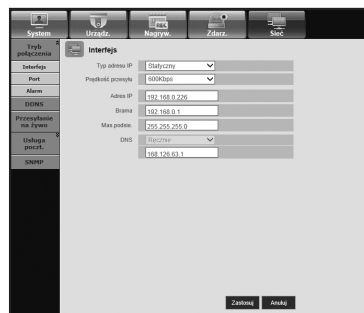 System Urządz. Nagryw. Zdarz. Sieć
REC
Tryb połączenia
Interfejs
Port
Alarm
DDNS
Przesyłanie na żywo
Usługa poczt.
SNMP
Interfejs
Typ adresu IP Statyczny
Prędkość przesyłu 600Kbps
Adres IP 192.168.0.226
Brama 192.168.0.1
Mas.podsie. 255.255.255.0
DNS Ręcznie
168.126.63.1
Zastosuj Anuluj